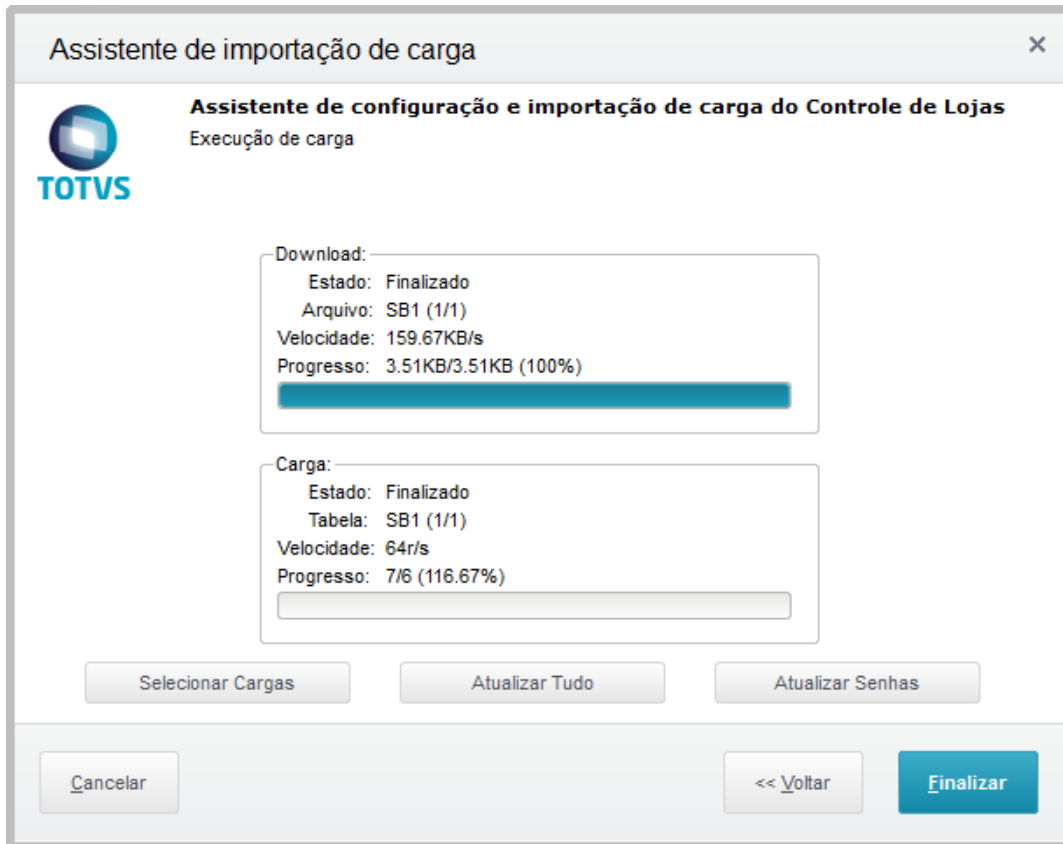 Assistente de importação de carga
Assistente de configuração e importação de carga do Controle de Lojas
Execução de carga
TOTVS
Download:
Estado: Finalizado
Arquivo: SB1 (1/1)
Velocidade: 159.67KB/s
Progresso: 3.51KB/3.51KB (100%)
Carga:
Estado: Finalizado
Tabela: SB1 (1/1)
Velocidade: 64r/s
Progresso: 7/6 (116.67%)
Selecionar Cargas Atualizar Tudo Atualizar Senhas
Cancelar << Voltar Finalizar